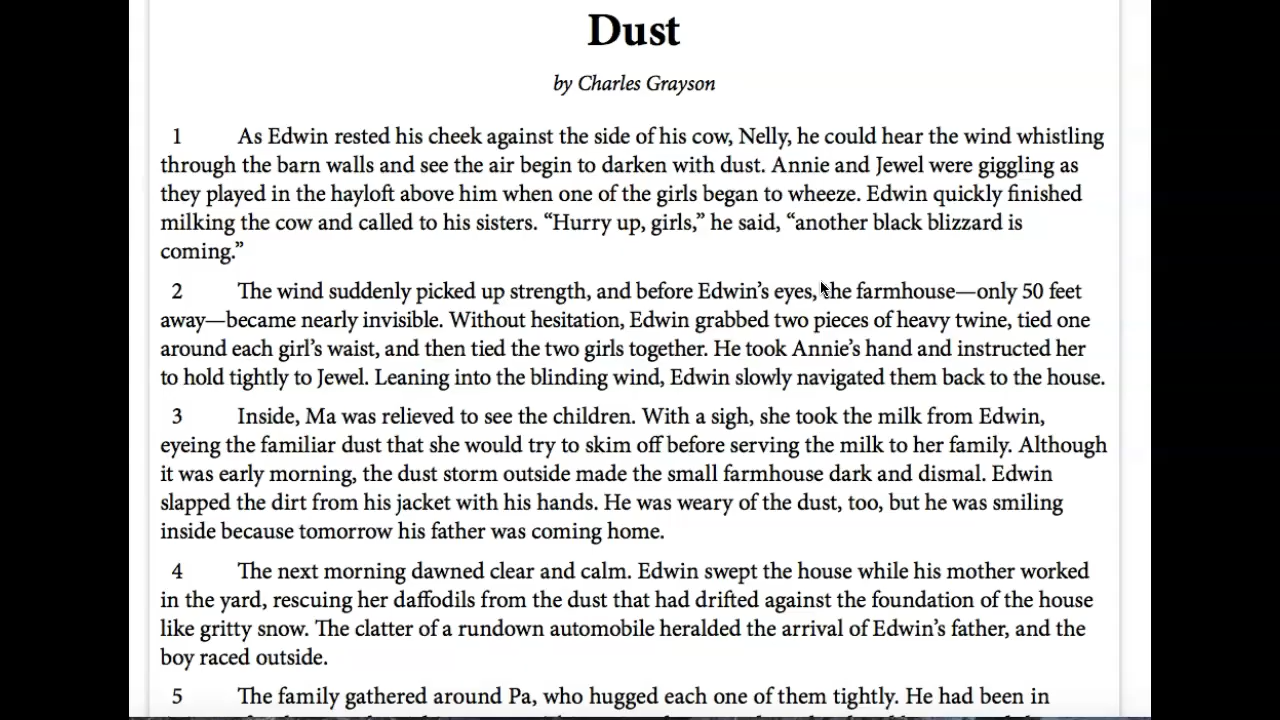 Dust
by Charles Grayson
1 As Edwin rested his cheek against the side of his cow, Nelly, he could hear the wind whistling
through the barn walls and see the air begin to darken with dust. Annie and Jewel were giggling as
they played in the hayloft above him when one of the girls began to wheeze. Edwin quickly finished
milking the cow and called to his sisters. “Hurry up, girls,” he said, “another black blizzard is
coming.”
2 The wind suddenly picked up strength, and before Edwin’s eyes, the farmhouse—only 50 feet
away—became nearly invisible. Without hesitation, Edwin grabbed two pieces of heavy twine, tied one
around each girl’s waist, and then tied the two girls together. He took Annie’s hand and instructed her
to hold tightly to Jewel. Leaning into the blinding wind, Edwin slowly navigated them back to the house.
3 Inside, Ma was relieved to see the children. With a sigh, she took the milk from Edwin,
eyeing the familiar dust that she would try to skim off before serving the milk to her family. Although
it was early morning, the dust storm outside made the small farmhouse dark and dismal. Edwin
slapped the dirt from his jacket with his hands. He was weary of the dust, too, but he was smiling
inside because tomorrow his father was coming home.
4 The next morning dawned clear and calm. Edwin swept the house while his mother worked
in the yard, rescuing her daffodils from the dust that had drifted against the foundation of the house
like gritty snow. The clatter of a rundown automobile heralded the arrival of Edwin’s father, and the
boy raced outside.
5 The family gathered around Pa, who hugged each one of them tightly. He had been in